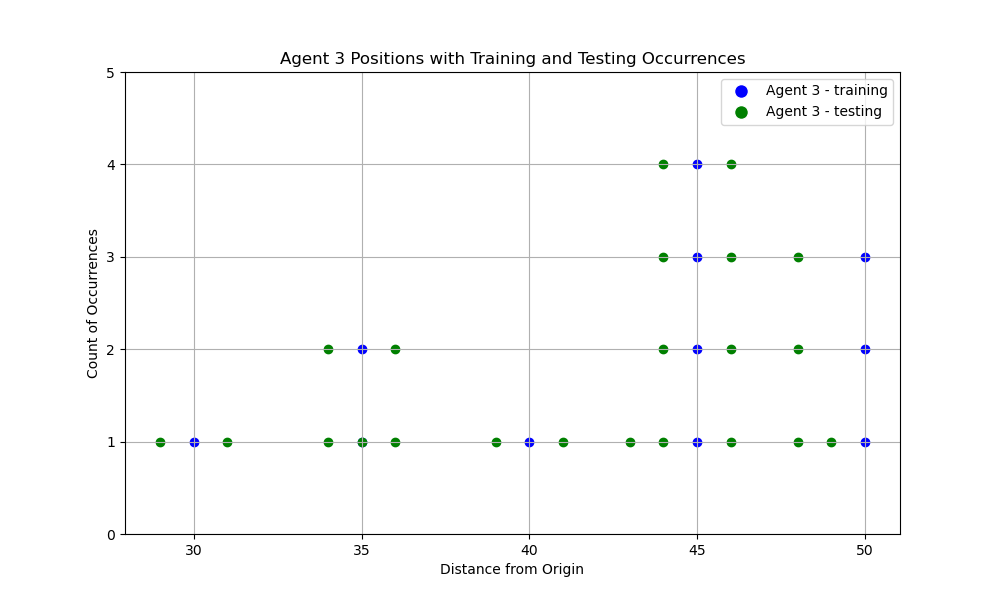 Agent 3 Positions with Training and Testing Occurrences
Agent 3 - training
Agent 3 - testing
5
4
3
2
1
0
Count of Occurrences
30 35 40 45 50
Distance from Origin